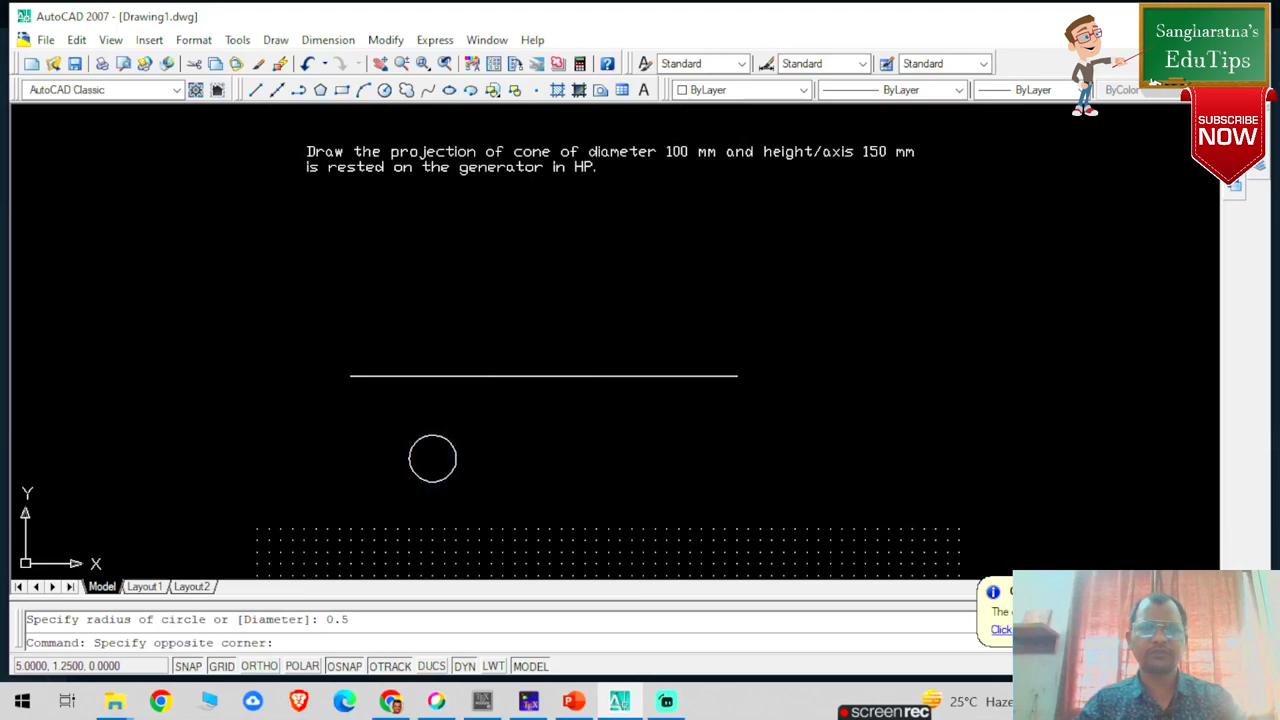 AutoCAD 2007 - [Drawing1.dwg]
Sangharatna's
EduTips
SUBSCRIBE
NOW
File Edit View Insert Format Tools Draw Dimension Modify Express Window Help
Standard Standard Standard
AutoCAD Classic ByLayer ByLayer ByLayer ByColor
Draw the projection of cone of diameter 100 mm and height/axis 150 mm
is rested on the generator in HP.
Y
X
Model Layout1 Layout2
Specify radius of circle or [Diameter]: 0.5
Command: Specify opposite corner:
The
Click
5.0000, 1.2500, 0.0000 SNAP GRID ORTHO POLAR OSNAP OTRACK DUCS DYN LWT MODEL
25°C Haze
screenrec